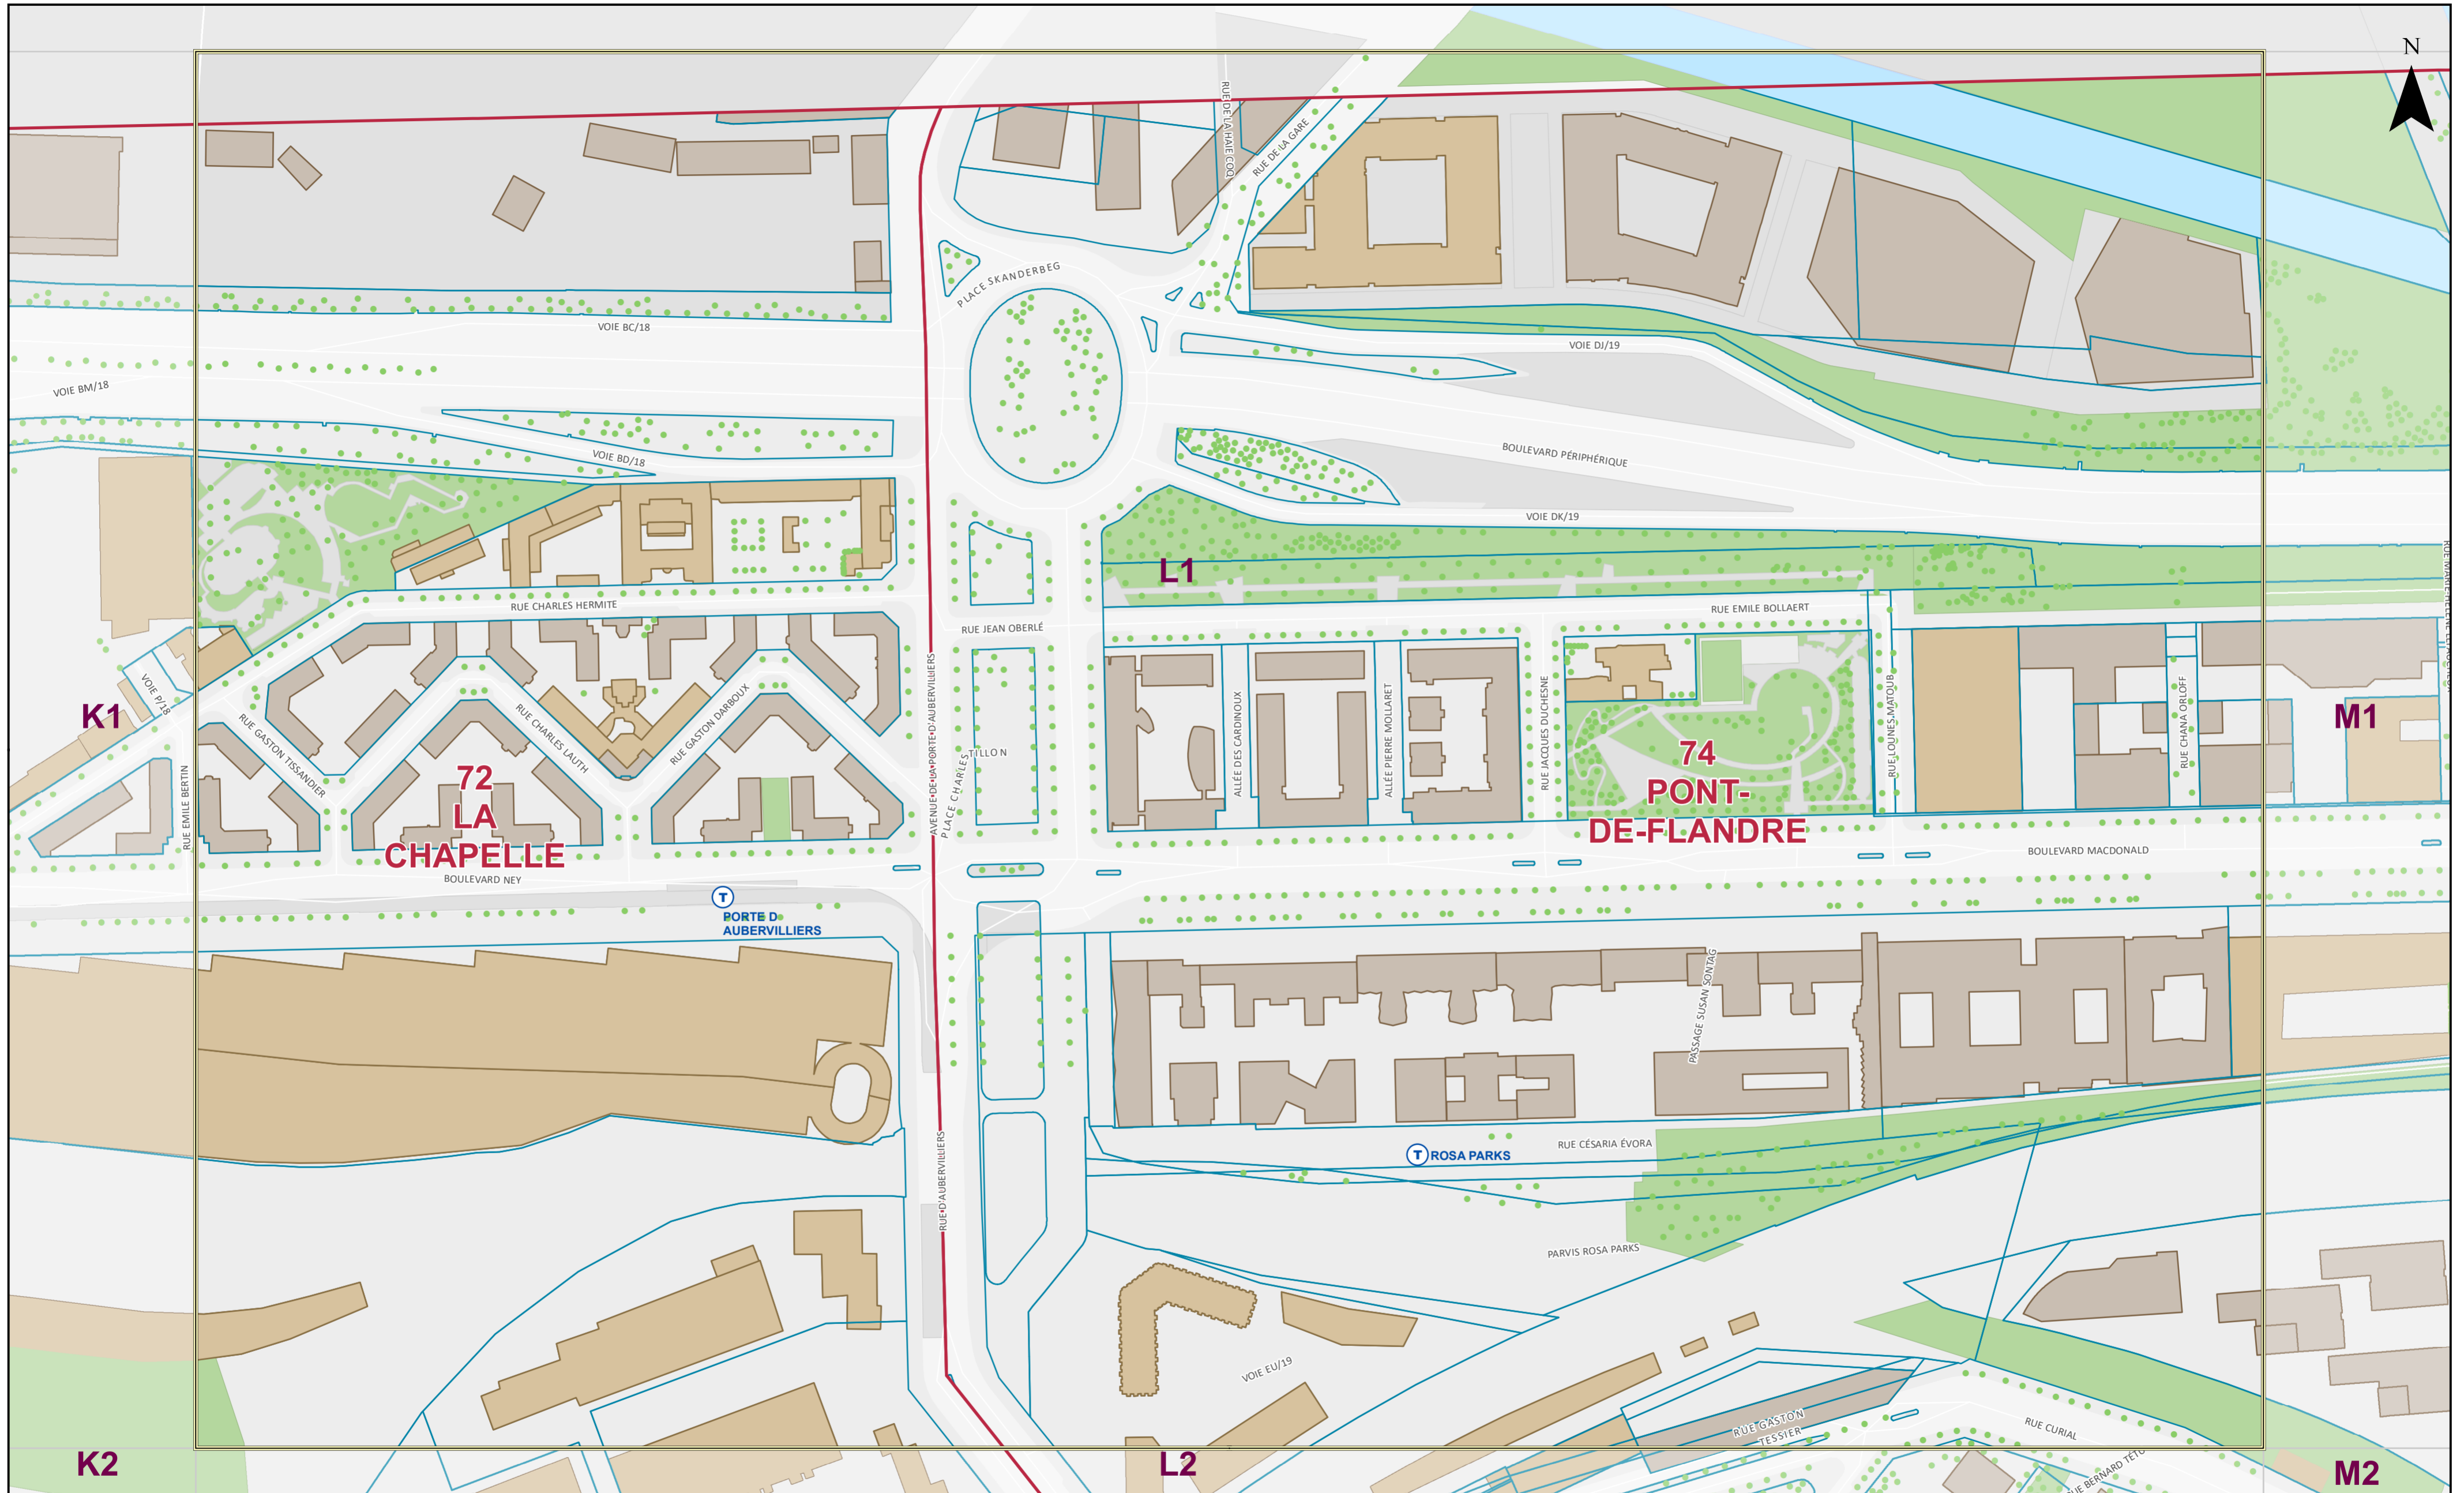 N
RUE DE LA HAIE COQ
RUE DE LA GARE
PLACE SKANDERBEG
VOIE BC/18
VOIE DJ/19
VOIE BM/18
VOIE BD/18
BOULEVARD PÉRIPHÉRIQUE
VOIE DK/19
L1
RUE CHARLES HERMITE
RUE JEAN OBERLÉ
RUE EMILE BOLLAERT
VOIE P/18
K1
RUE GASTON TISSANDIER
RUE CHARLES LAUTH
RUE GASTON DARBOUX
RUE EMILE BERTIN
72
LA
CHAPELLE
AVENUE DE LA PORTE D'AUBERVILLIERS
PLACE CHARLES TILLON
ALLÉE DES CARDINOUX
ALLÉE PIERRE MOLLARET
RUE JACQUES DUCHESNE
74
PONT-
DE-FLANDRE
RUE LOUNES MATOUB
RUE CHANA ORLOFF
M1
BOULEVARD MACDONALD
BOULEVARD NEY
T
PORTE D
AUBERVILLIERS
PASSAGE SUSAN SONTAG
RUE D'AUBERVILLIERS
T ROSA PARKS
RUE CÉSARIA ÉVORA
PARVIS ROSA PARKS
VOIE EU/19
RUE GASTON
TESSIER
RUE CURIAL
K2
L2
RUE BERNARD TÉTU
M2